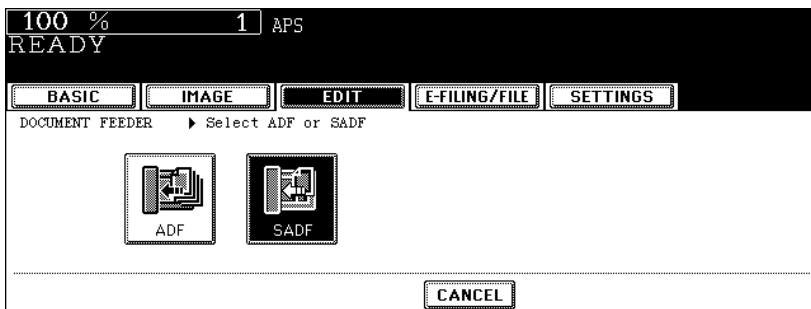 100 % 1 APS
READY
BASIC IMAGE EDIT E-FILING/FILE SETTINGS
DOCUMENT FEEDER ▶ Select ADF or SADF
ADF SADF
CANCEL